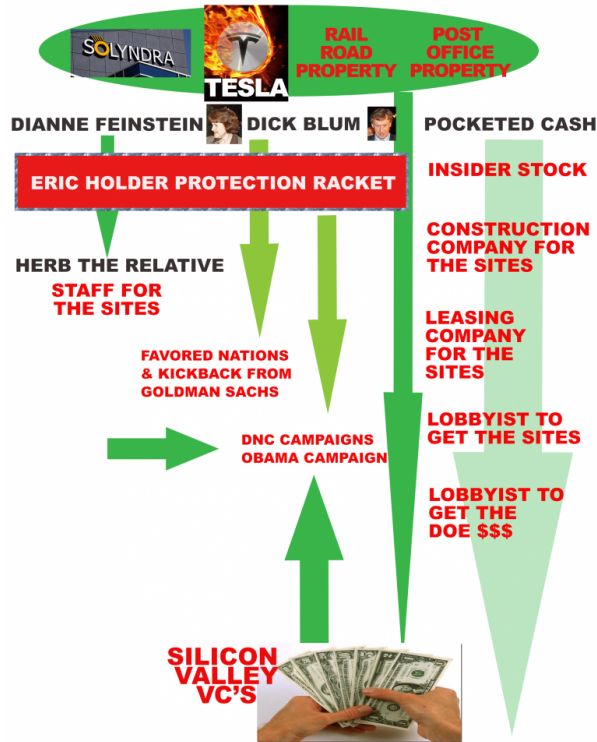 SOLYNDRA
TESLA
RAIL
ROAD
PROPERTY
POST
OFFICE
PROPERTY
DIANNE FEINSTEIN
DICK BLUM
POCKETED CASH
ERIC HOLDER PROTECTION RACKET
INSIDER STOCK
CONSTRUCTION
COMPANY FOR
THE SITES
HERB THE RELATIVE
STAFF FOR
THE SITES
LEASING
COMPANY
FOR THE
SITES
FAVORED NATIONS
& KICKBACK FROM
GOLDMAN SACHS
LOBBYIST TO
GET THE SITES
DNC CAMPAIGNS
OBAMA CAMPAIGN
LOBBYIST TO
GET THE
DOE $$$
SILICON
VALLEY
VC'S